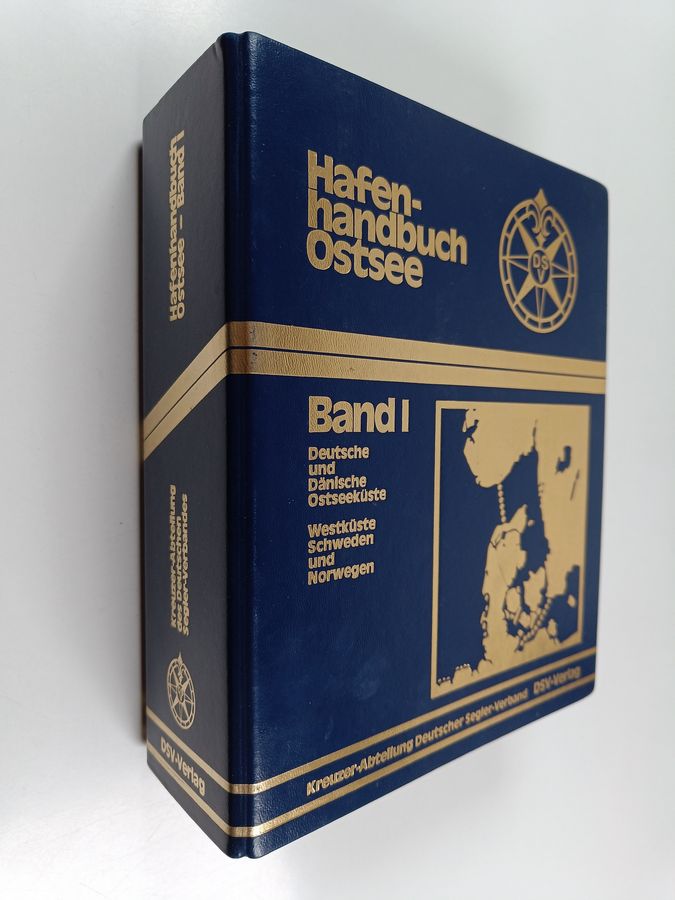 Hafenhandbuch
Ostsee – Band I
Kreuzer-Abteilung
des Deutschen
Segler-Verbandes
DSV-Verlag
Hafen-
handbuch
Ostsee
DSV
Band I
Deutsche
und
Dänische
Ostseeküste
Westküste
Schweden
und
Norwegen
Kreuzer-Abteilung Deutscher Segler-Verband DSV-Verlag